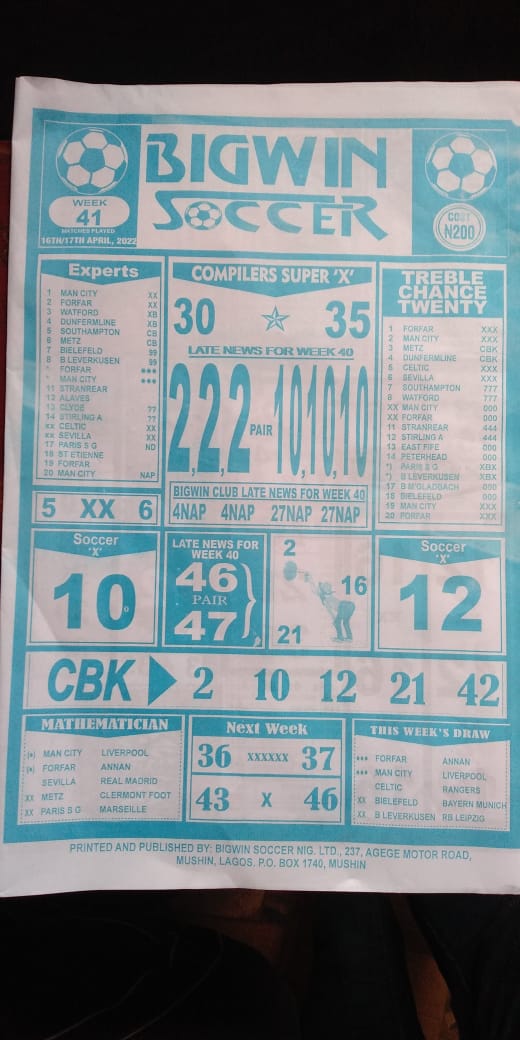 BIGWIN
SOCCER
WEEK
41
MATCHES PLAYED
16TH/17TH APRIL, 2022
COST
N200
Experts
1 MAN CITY XX
2 FORFAR XX
3 WATFORD XB
4 DUNFERMLINE XB
5 SOUTHAMPTON CB
6 METZ CB
7 BIELEFELD 99
8 B LEVERKUSEN 99
* FORFAR ***
* MAN CITY ***
11 STRANREAR
12 ALAVES
13 CLYDE ??
14 STIRLING A ??
xx CELTIC XX
xx SEVILLA XX
17 PARIS S G ND
18 ST ETIENNE
19 FORFAR
20 MAN CITY NAP
5 XX 6
COMPILERS SUPER 'X'
30 35
LATE NEWS FOR WEEK 40
2,2,2 PAIR 10,10,10
BIGWIN CLUB LATE NEWS FOR WEEK 40
4NAP 4NAP 27NAP 27NAP
TREBLE
CHANCE
TWENTY
1 FORFAR XXX
2 MAN CITY XXX
3 METZ CBK
4 DUNFERMLINE CBK
5 CELTIC XXX
6 SEVILLA XXX
7 SOUTHAMPTON 777
8 WATFORD 777
XX MAN CITY 000
XX FORFAR 000
11 STRANREAR 444
12 STIRLING A 444
13 EAST FIFE 000
14 PETERHEAD 000
*) PARIS S G XBX
*) B LEVERKUSEN XBX
17 B M'GLADBACH 000
18 BIELEFELD 000
19 MAN CITY XXX
20 FORFAR XXX
Soccer
'X'
10
LATE NEWS FOR
WEEK 40
46
PAIR
47
2
16
21
Soccer
'X'
12
CBK 2 10 12 21 42
MATHEMATICIAN
(*) MAN CITY LIVERPOOL
(*) FORFAR ANNAN
SEVILLA REAL MADRID
XX METZ CLERMONT FOOT
XX PARIS S G MARSEILLE
Next Week
36 XXXXXX 37
43 X 46
THIS WEEK'S DRAW
*** FORFAR ANNAN
*** MAN CITY LIVERPOOL
CELTIC RANGERS
XX BIELEFELD BAYERN MUNICH
XX B LEVERKUSEN RB LEIPZIG
PRINTED AND PUBLISHED BY: BIGWIN SOCCER NIG. LTD., 237, AGEGE MOTOR ROAD,
MUSHIN, LAGOS. P.O. BOX 1740, MUSHIN